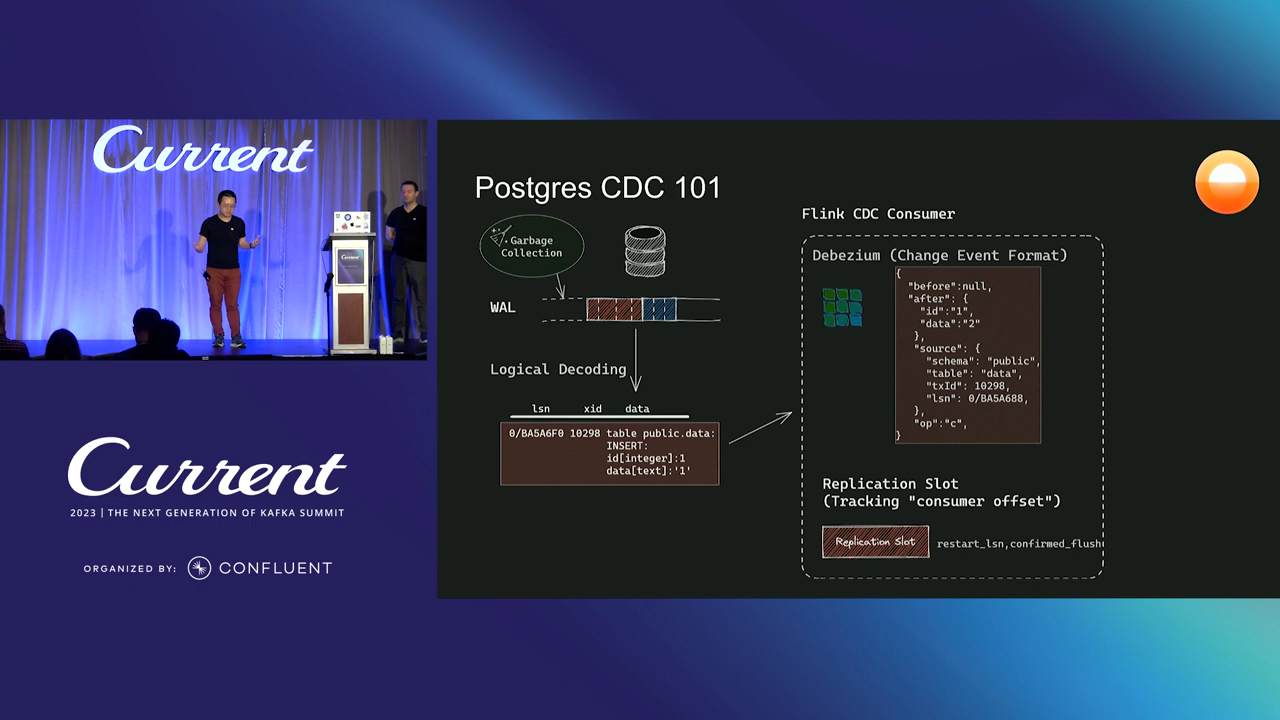 Current
Current
Current
2023 | THE NEXT GENERATION OF KAFKA SUMMIT
ORGANIZED BY:
CONFLUENT
Postgres CDC 101
Garbage
Collection
WAL
Logical Decoding
lsn xid data
0/BA5A6F0 10298 table public.data:
INSERT:
id[integer]:1
data[text]:'1'
Flink CDC Consumer
Debezium (Change Event Format)
{
"before":null,
"after": {
"id":"1",
"data":"2"
},
"source": {
"schema": "public",
"table": "data",
"txId": 10298,
"lsn": 0/BA5A688,
},
"op":"c",
}
Replication Slot
(Tracking "consumer offset")
Replication Slot
restart_lsn,confirmed_flush